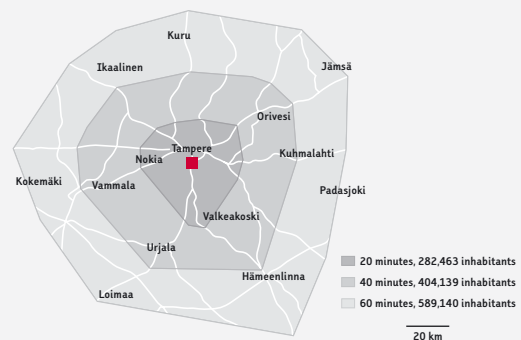 Kuru
Ikaalinen
Jämsä
Orivesi
Tampere
Nokia
Kuhmalahti
Kokemäki
Vammala
Padasjoki
Valkeakoski
Urjala
Hämeenlinna
Loimaa
20 minutes, 282,463 inhabitants
40 minutes, 404,139 inhabitants
60 minutes, 589,140 inhabitants
20 km